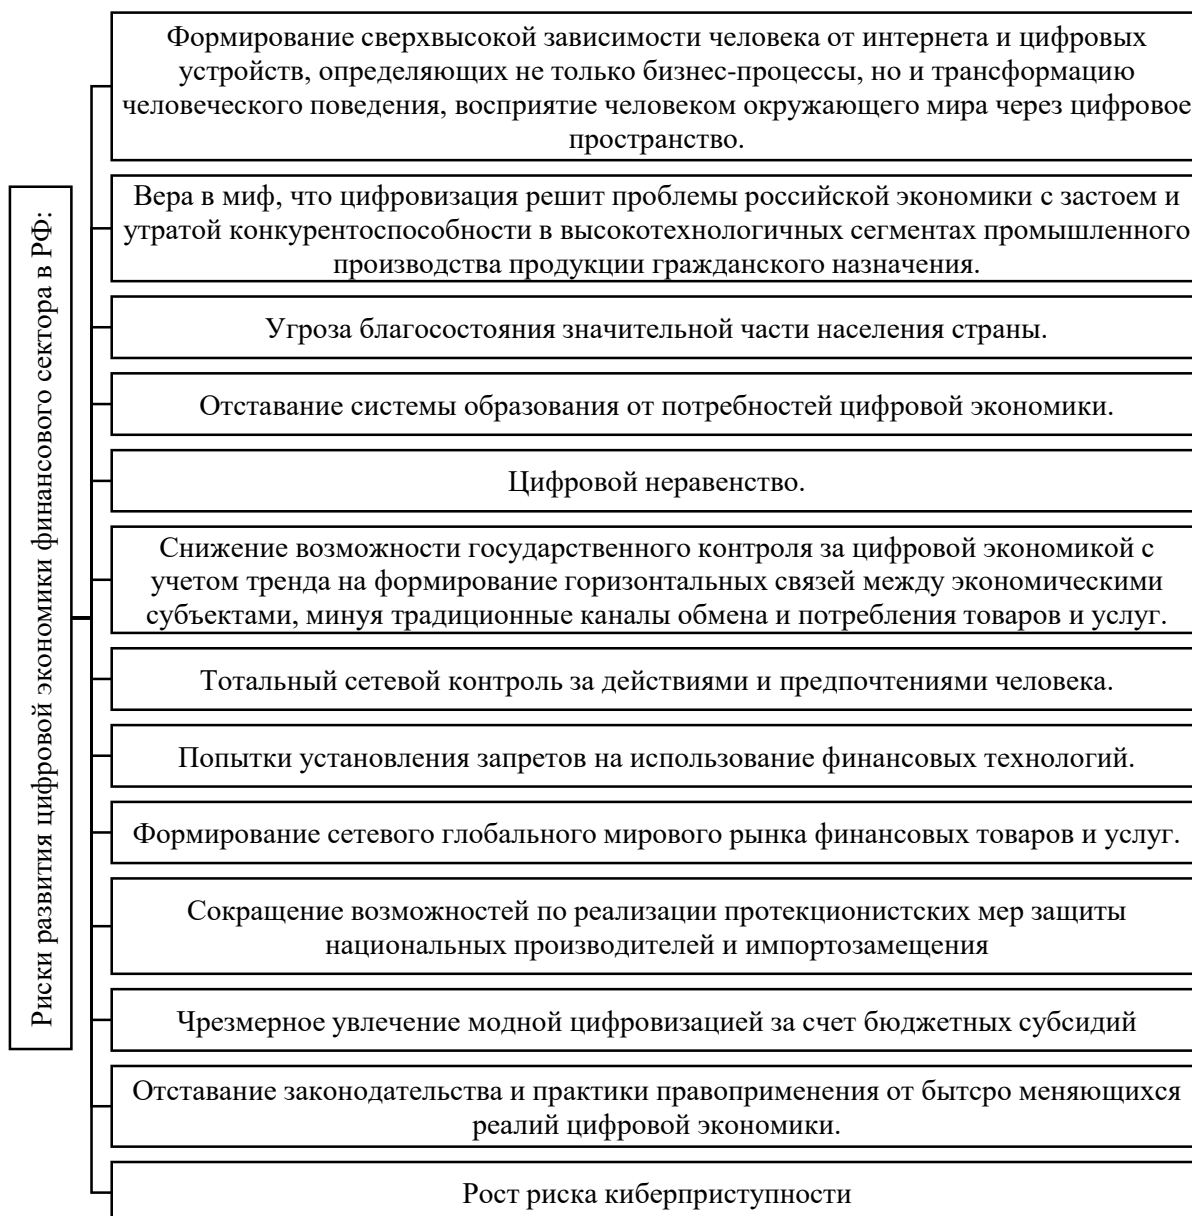 Риски развития цифровой экономики финансового сектора в РФ:
Формирование сверхвысокой зависимости человека от интернета и цифровых
устройств, определяющих не только бизнес-процессы, но и трансформацию
человеческого поведения, восприятие человеком окружающего мира через цифровое
пространство.
Вера в миф, что цифровизация решит проблемы российской экономики с застоем и
утратой конкурентоспособности в высокотехнологичных сегментах промышленного
производства продукции гражданского назначения.
Угроза благосостояния значительной части населения страны.
Отставание системы образования от потребностей цифровой экономики.
Цифровой неравенство.
Снижение возможности государственного контроля за цифровой экономикой с
учетом тренда на формирование горизонтальных связей между экономическими
субъектами, минуя традиционные каналы обмена и потребления товаров и услуг.
Тотальный сетевой контроль за действиями и предпочтениями человека.
Попытки установления запретов на использование финансовых технологий.
Формирование сетевого глобального мирового рынка финансовых товаров и услуг.
Сокращение возможностей по реализации протекционистских мер защиты
национальных производителей и импортозамещения
Чрезмерное увлечение модной цифровизацией за счет бюджетных субсидий
Отставание законодательства и практики правоприменения от бытсро меняющихся
реалий цифровой экономики.
Рост риска киберприступности